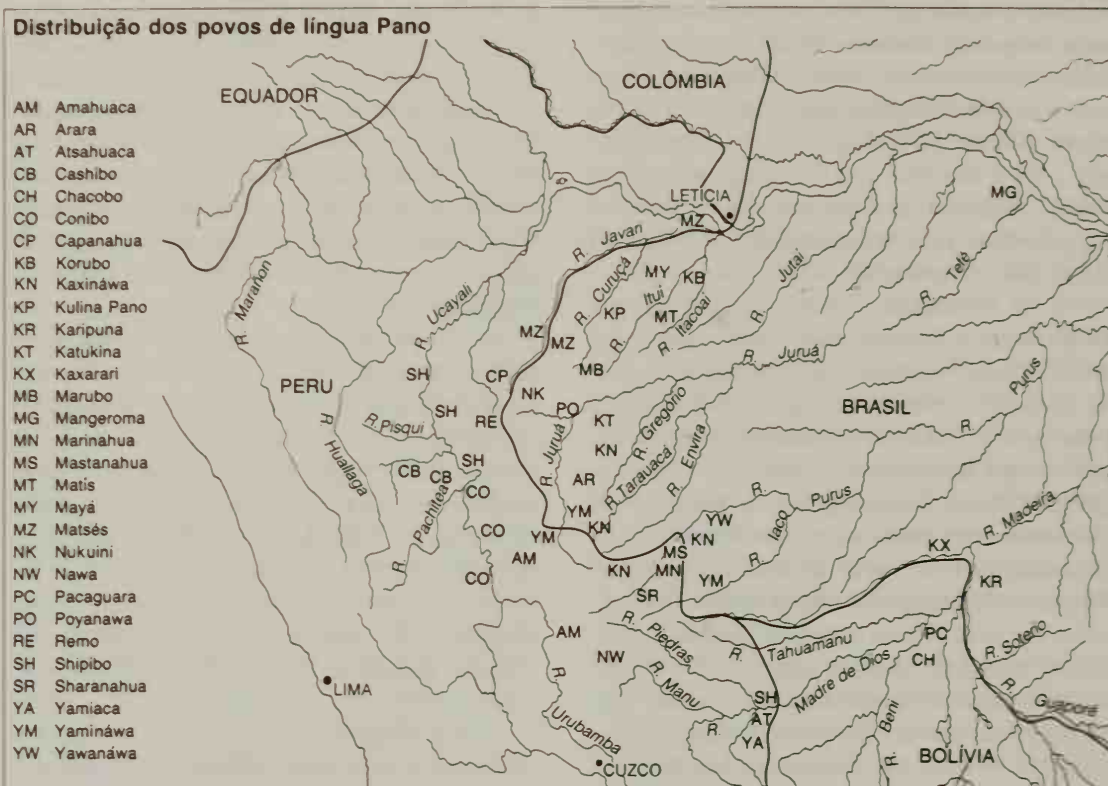 Distribuição dos povos de língua Pano
AM Amahuaca
AR Arara
AT Atsahuaca
CB Cashibo
CH Chacobo
CO Conibo
CP Capanahua
KB Korubo
KN Kaxináwa
KP Kulina Pano
KR Karipuna
KT Katukina
KX Kaxarari
MB Marubo
MG Mangeroma
MN Marinahua
MS Mastanahua
MT Matis
MY Mayá
MZ Matsés
NK Nukuini
NW Nawa
PC Pacaguara
PO Poyanawa
RE Remo
SH Shipibo
SR Sharanahua
YA Yamiaca
YM Yamináwa
YW Yawanáwa
EQUADOR
COLÔMBIA
LETÍCIA
MZ
MG
R. Javari
R. Marañon
R. Ucayali
R. Curuçá
MY
Itui
KB
R. Itacoai
R. Jutai
R. Tefé
KP
MT
MZ
MZ
MB
R. Juruá
PERU
SH
CP
NK
RE
PO
KT
BRASIL
R. Purus
SH
R. Pisqui
R. Huallaga
SH
CB
CB
R. Pachitea
CO
CO
CO
R. Juruá
KN
R. Gregório
R. Tarauacá
R. Envira
AR
YM
KN
YM
AM
KN
R. Purus
YW
KN
R. Iaco
MS
MN
SR
YM
KX
R. Madeira
KR
AM
NW
R. Piedras
R. Manu
R. Tahuamanu
R. Madre de Dios
PC
CH
R. Soterio
R. Guaporé
R. Urubamba
SH
AT
YA
R. Beni
LIMA
CUZCO
BOLÍVIA